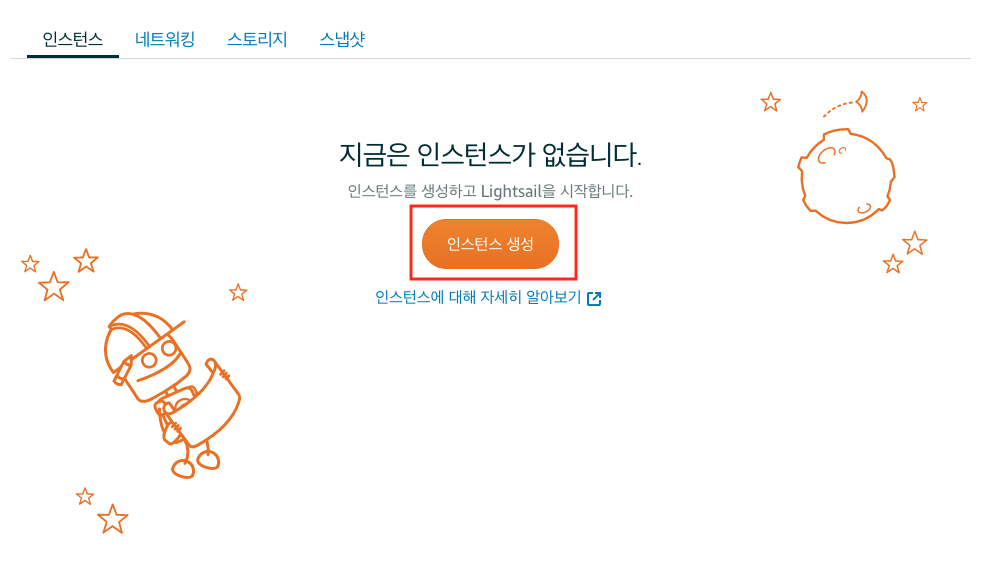 인스턴스 네트워킹 스토리지 스냅샷
지금은 인스턴스가 없습니다.
인스턴스를 생성하고 Lightsail을 시작합니다.
인스턴스 생성
인스턴스에 대해 자세히 알아보기